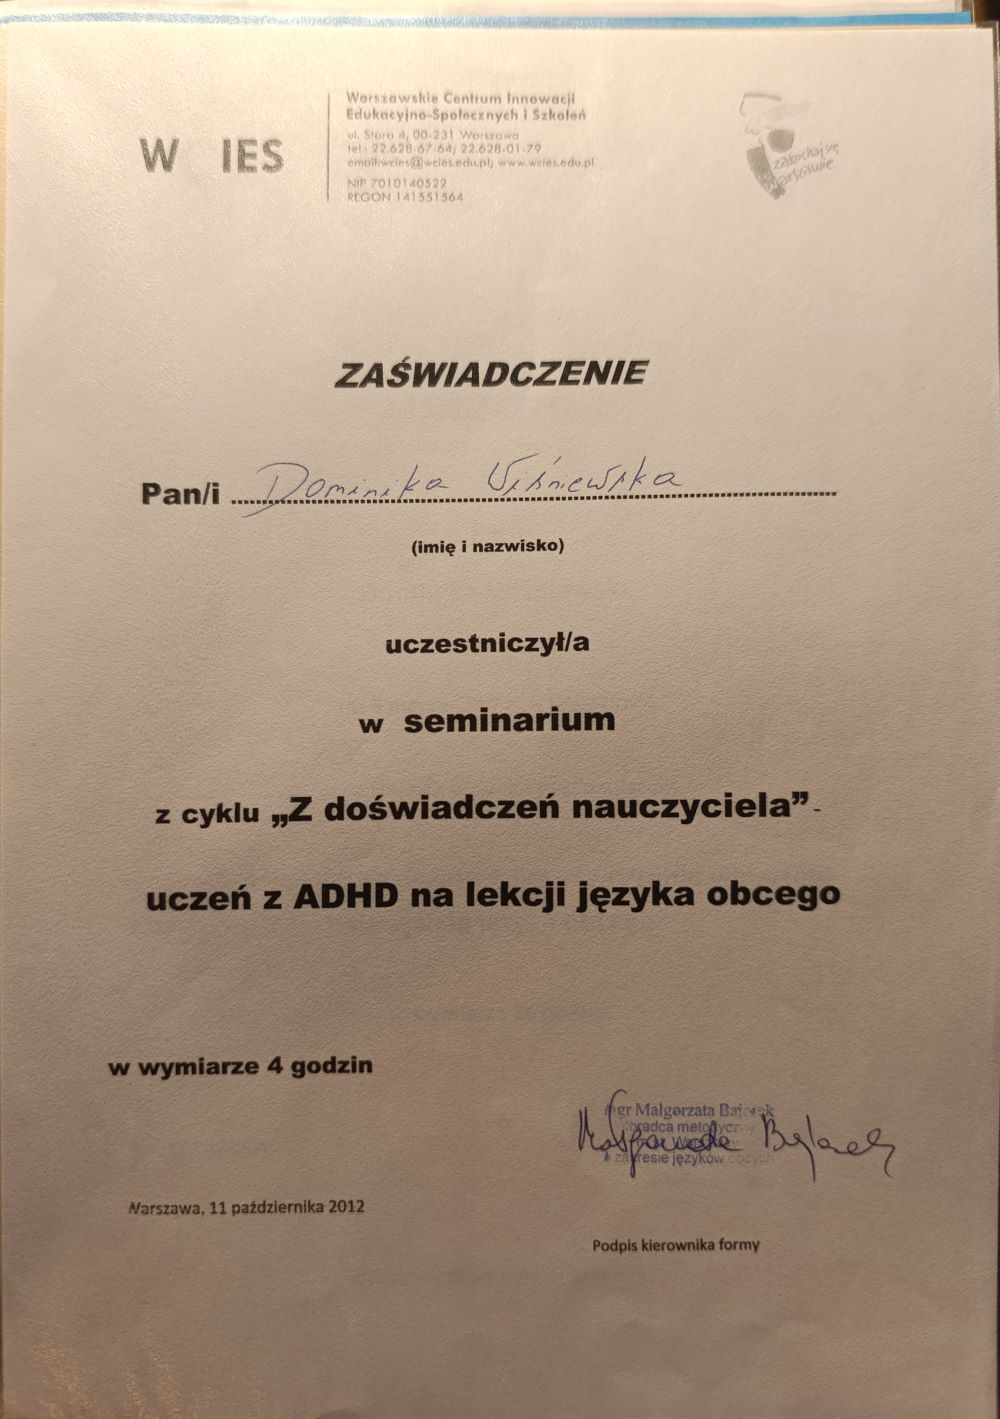 W IES
Warszawskie Centrum Innowacji
Edukacyjno-Społecznych i Szkoleń
ul. Stara 4, 00-231 Warszawa
tel.: 22.628-67-64; 22.628-01-79
email:wcies@wcies.edu.pl; www.wcies.edu.pl
NIP 7010140522
REGON 141551564
zakochaj się
w Warszawie
ZAŚWIADCZENIE
Pan/i Dominika Wiśniewska
(imię i nazwisko)
uczestniczył/a
w seminarium
z cyklu „Z doświadczeń nauczyciela” -
uczeń z ADHD na lekcji języka obcego
w wymiarze 4 godzin
mgr Małgorzata Bajorek
doradca metodyczny
zakresie języków obcych
Warszawa, 11 października 2012
Podpis kierownika formy